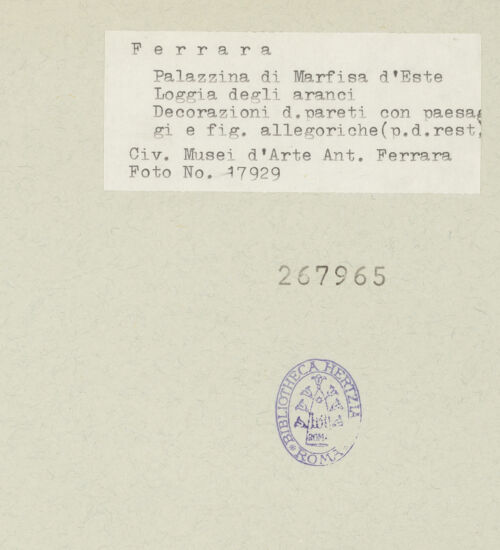 Ferrara
Palazzina di Marfisa d'Este
Loggia degli aranci
Decorazioni d.pareti con paesag
gi e fig. allegoriche(p.d.rest)
Civ. Musei d'Arte Ant. Ferrara
Foto No. 17929
267965
BIBLIOTHECA HERTZIA
ROMA